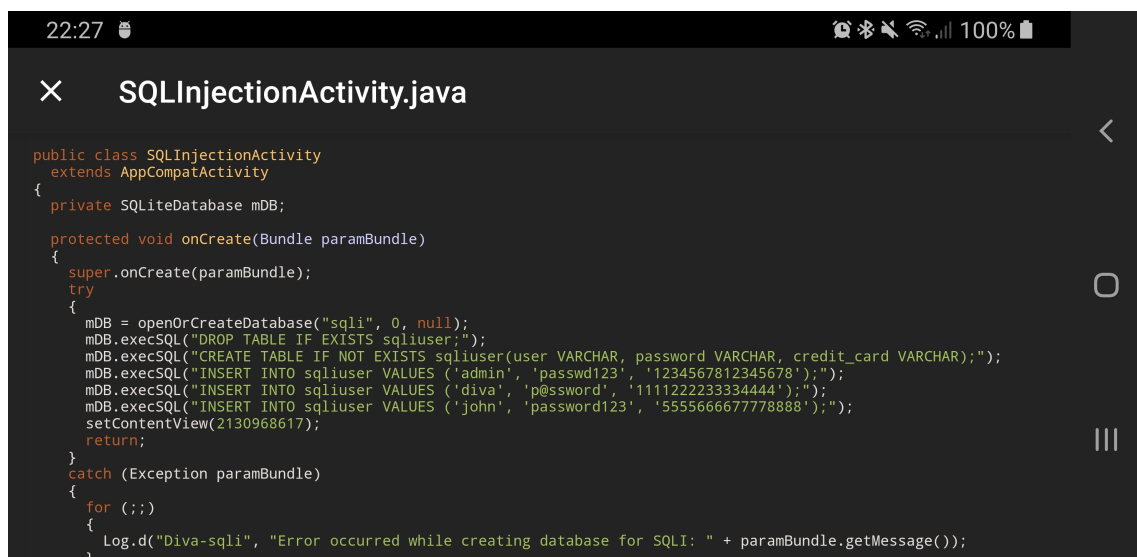 22:27 100%
SQLInjectionActivity.java
public class SQLInjectionActivity
  extends AppCompatActivity
{
  private SQLiteDatabase mDB;
  protected void onCreate(Bundle paramBundle)
  {
    super.onCreate(paramBundle);
    try
    {
      mDB = openOrCreateDatabase("sqli", 0, null);
      mDB.execSQL("DROP TABLE IF EXISTS sqliuser;");
      mDB.execSQL("CREATE TABLE IF NOT EXISTS sqliuser(user VARCHAR, password VARCHAR, credit_card VARCHAR);");
      mDB.execSQL("INSERT INTO sqliuser VALUES ('admin', 'passwd123', '1234567812345678');");
      mDB.execSQL("INSERT INTO sqliuser VALUES ('diva', 'p@ssword', '1111222233334444');");
      mDB.execSQL("INSERT INTO sqliuser VALUES ('john', 'password123', '5555666677778888');");
      setContentView(2130968617);
      return;
    }
    catch (Exception paramBundle)
    {
      for (;;)
      {
        Log.d("Diva-sqli", "Error occurred while creating database for SQLI: " + paramBundle.getMessage());
      }